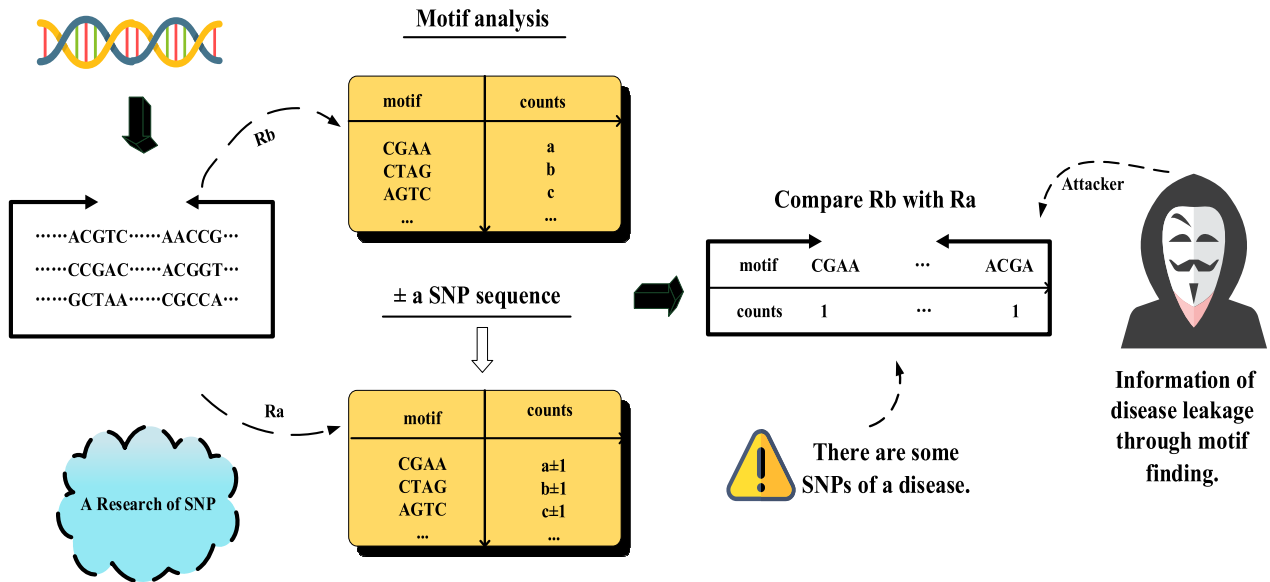 Motif analysis
motif counts
CGAA a
CTAG b
AGTC c
... ...
Rb
······ACGTC······AACCG···
······CCGAC······ACGGT···
······GCTAA······CGCCA···
± a SNP sequence
Ra
motif counts
CGAA a±1
CTAG b±1
AGTC c±1
... ...
A Research of SNP
Compare Rb with Ra
motif CGAA ··· ACGA
counts 1 ··· 1
Attacker
There are some
SNPs of a disease.
Information of
disease leakage
through motif
finding.